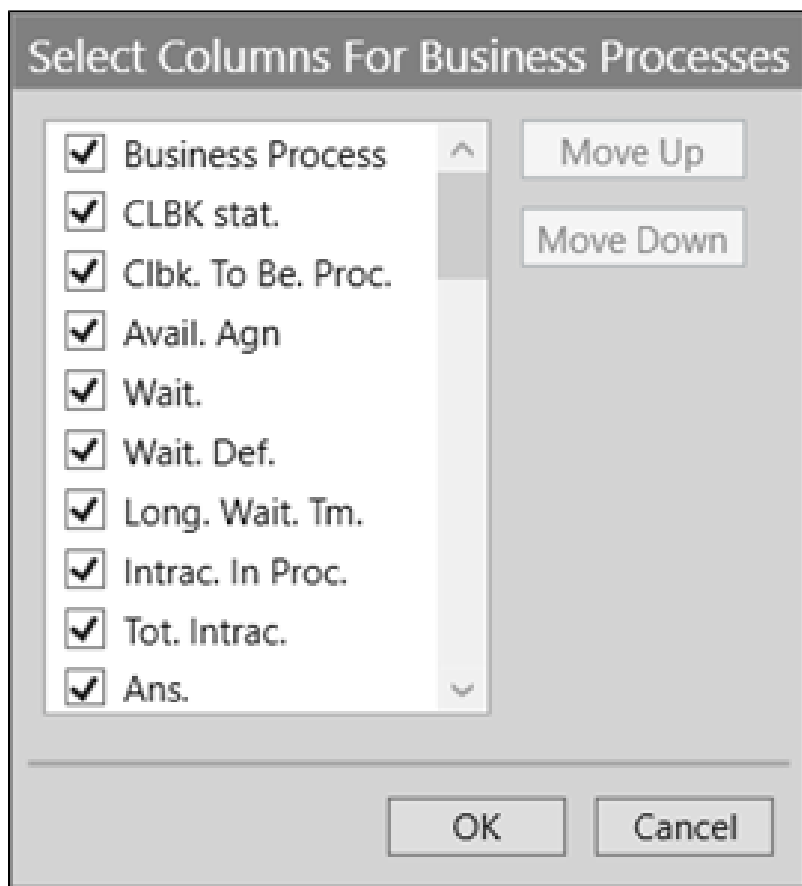 Select Columns For Business Processes
Business Process
CLBK stat.
Clbk. To Be. Proc.
Avail. Agn
Wait.
Wait. Def.
Long. Wait. Tm.
Intrac. In Proc.
Tot. Intrac.
Ans.
Move Up
Move Down
OK
Cancel